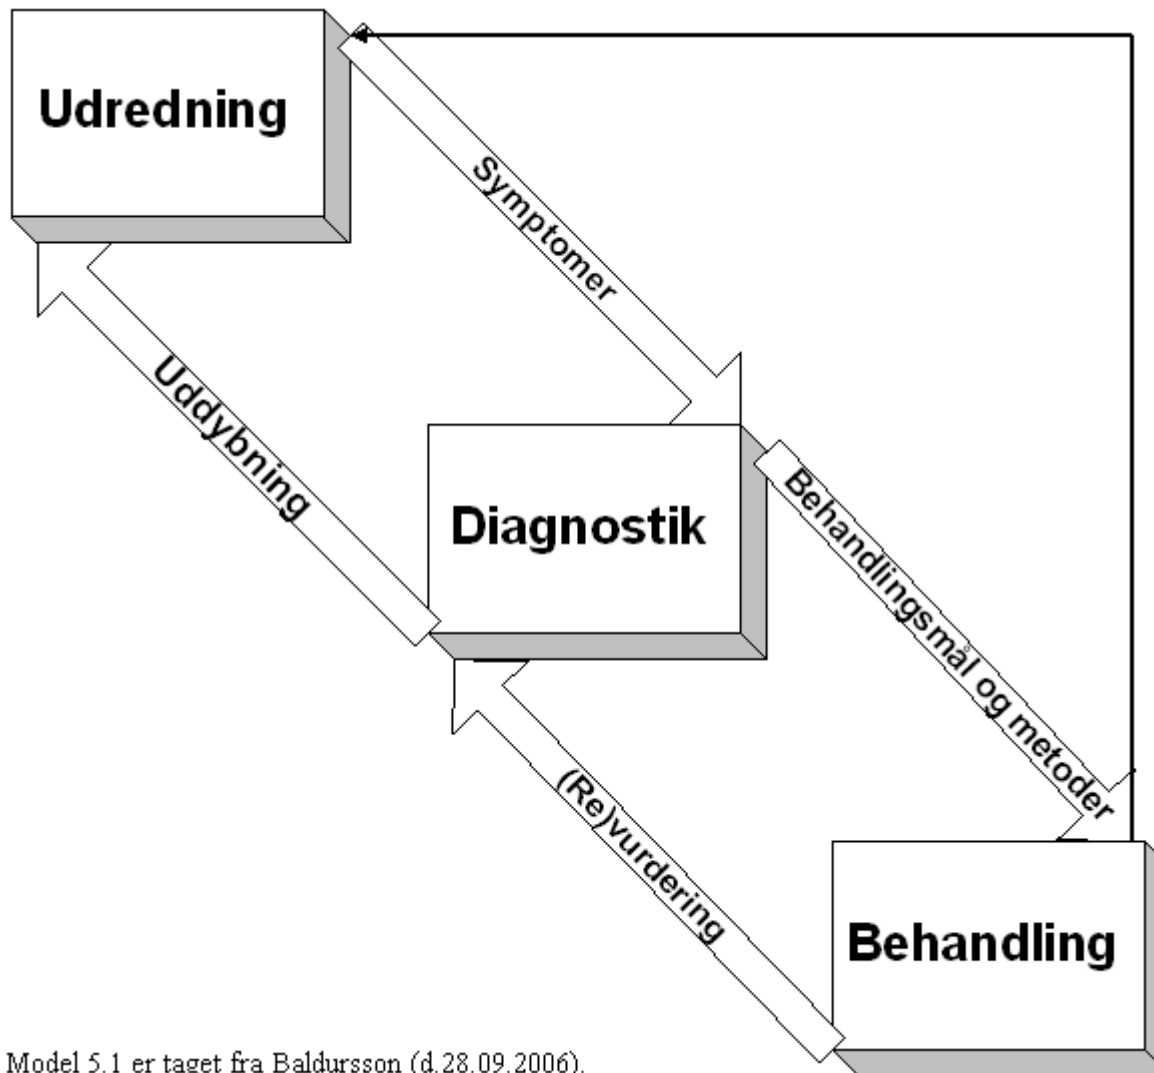 Udredning
Symptomer
Uddybning
Diagnostik
Behandlingsmål og metoder
(Re)vurdering
Behandling
Model 5.1 er taget fra Baldursson (d.28.09.2006).